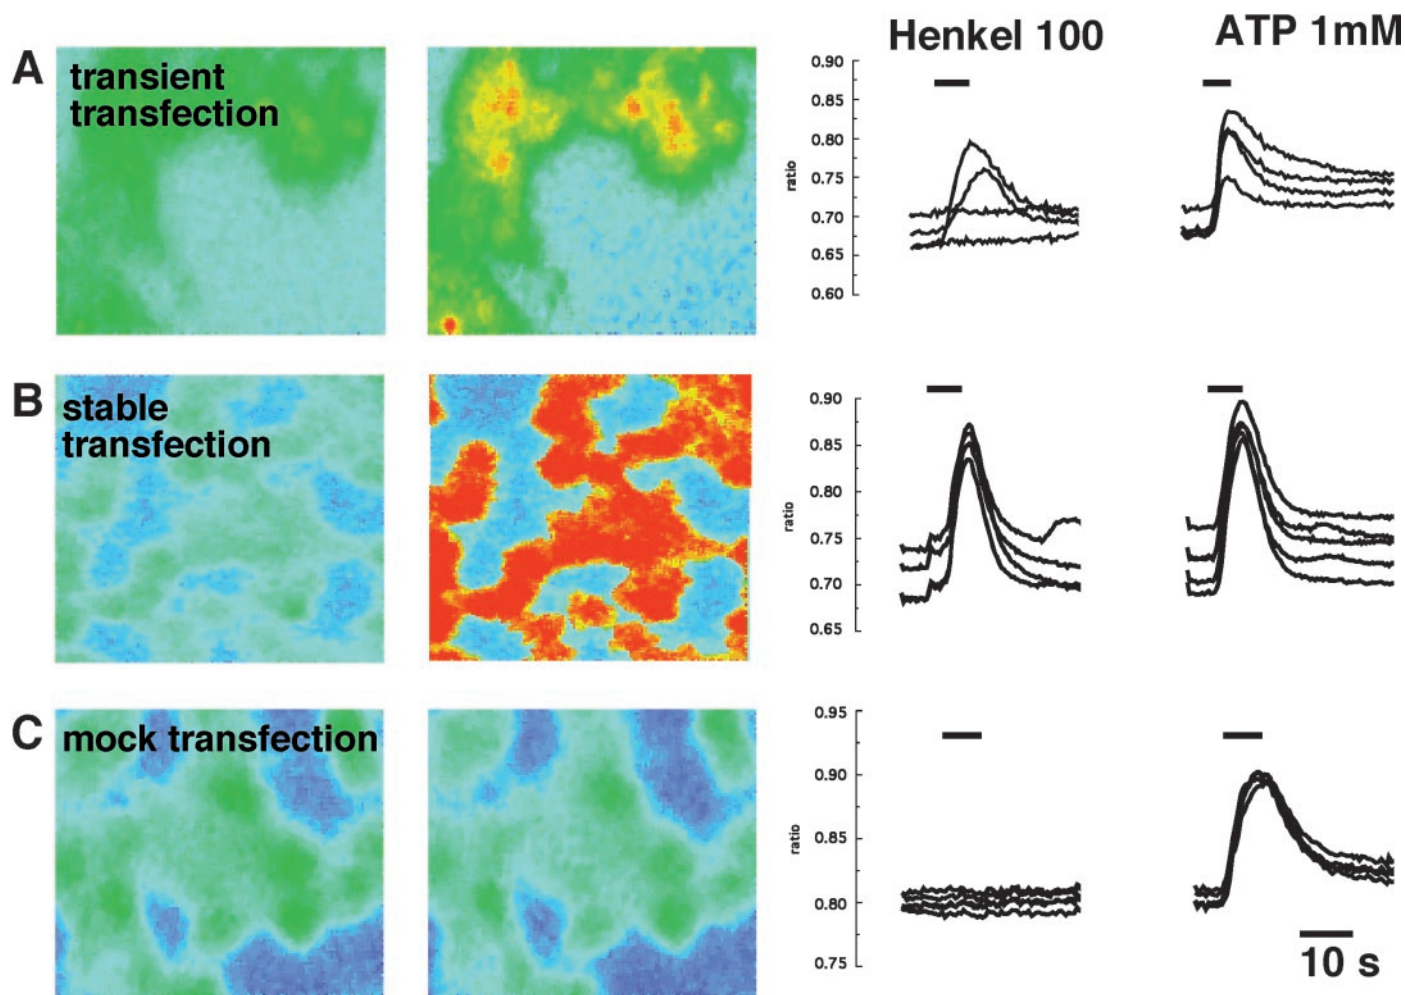 Henkel 100
ATP 1mM
A
transient
transfection
ratio
0.90
0.85
0.80
0.75
0.70
0.65
0.60
B
stable
transfection
ratio
0.90
0.85
0.80
0.75
0.70
0.65
C
mock transfection
ratio
0.95
0.90
0.85
0.80
0.75
10 s